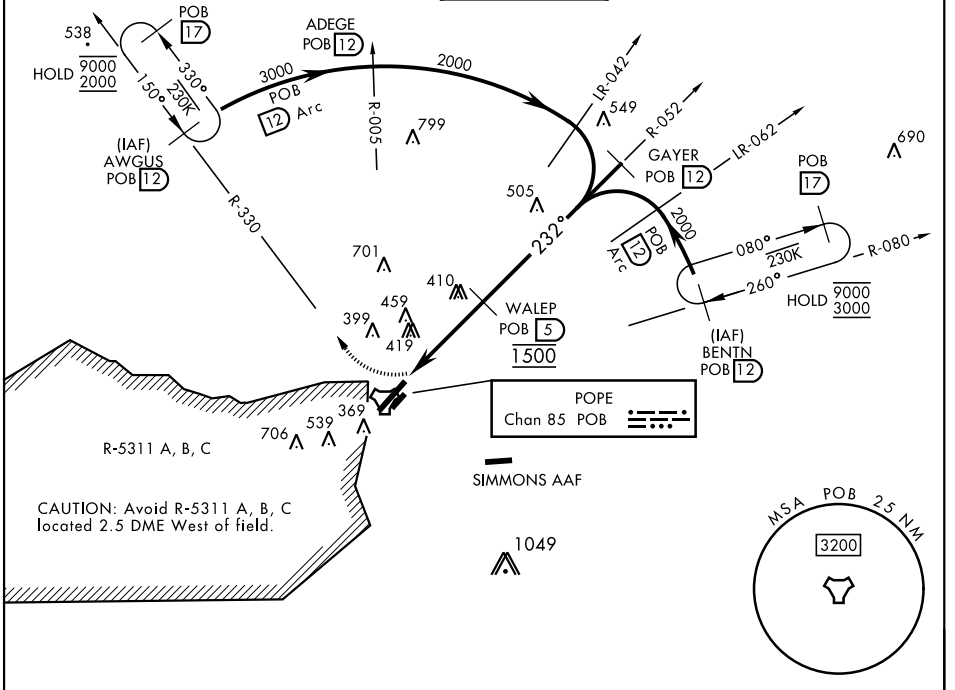 POB
17
538
HOLD 9000
2000
330°
230K
150°
(IAF)
AWGUS
POB 12
ADEGE
POB 12
3000
POB
12 Arc
2000
R-005
799
LR-042
549
R-052
GAYER
POB 12
LR-062
690
POB
17
505
232°
2000
POB
12
Arc
080°
230K
260°
R-080
HOLD 9000
3000
(IAF)
BENTN
POB 12
R-330
701
410
459
399
419
WALEP
POB 5
1500
POPE
Chan 85 POB
369
539
706
R-5311 A, B, C
SIMMONS AAF
CAUTION: Avoid R-5311 A, B, C
located 2.5 DME West of field.
1049
MSA POB 25 NM
3200